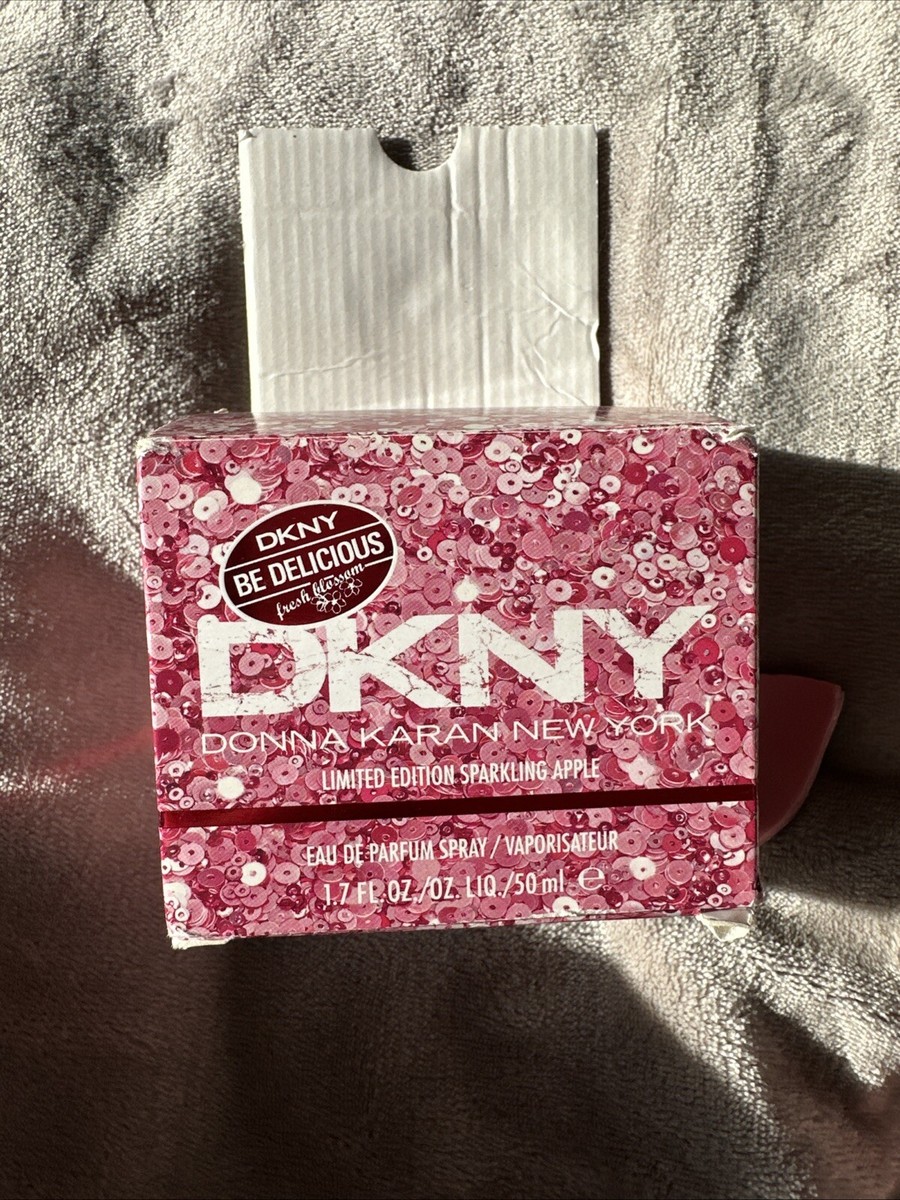 DKNY
BE DELICIOUS
fresh blossom
DKNY
DONNA KARAN NEW YORK
LIMITED EDITION SPARKLING APPLE
EAU DE PARFUM SPRAY / VAPORISATEUR
1.7 FL.OZ./OZ. LIQ./50 ml ℮